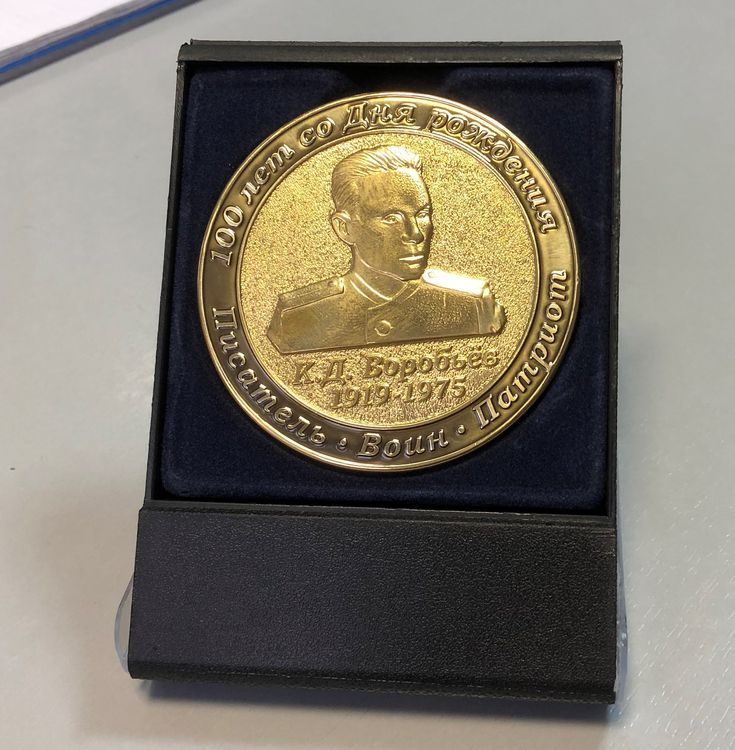 100 лет со Дня рождения
К.Д. Воробьев
1919-1975
Писатель • Воин • Патриот